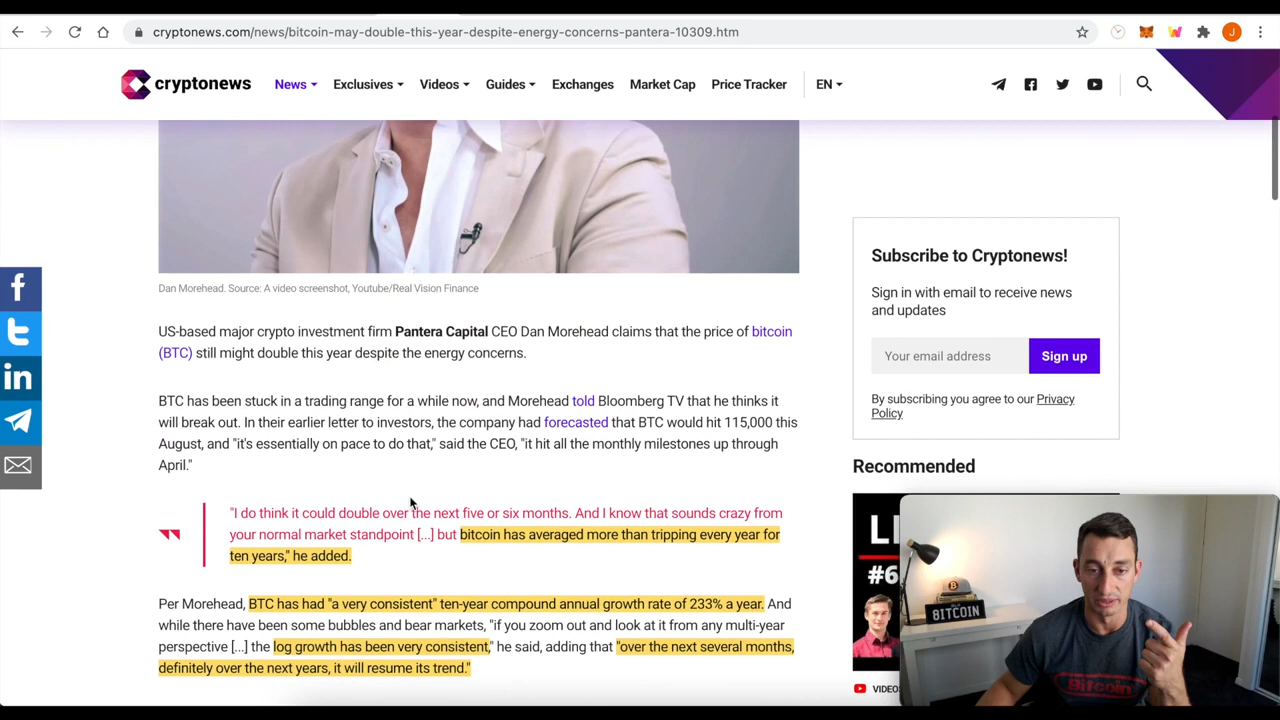 cryptonews.com/news/bitcoin-may-double-this-year-despite-energy-concerns-pantera-10309.htm
J
cryptonews
News
Exclusives
Videos
Guides
Exchanges
Market Cap
Price Tracker
EN
Dan Morehead. Source: A video screenshot, Youtube/Real Vision Finance
US-based major crypto investment firm Pantera Capital CEO Dan Morehead claims that the price of bitcoin
(BTC) still might double this year despite the energy concerns.
BTC has been stuck in a trading range for a while now, and Morehead told Bloomberg TV that he thinks it
will break out. In their earlier letter to investors, the company had forecasted that BTC would hit 115,000 this
August, and "it's essentially on pace to do that," said the CEO, "it hit all the monthly milestones up through
April."
"I do think it could double over the next five or six months. And I know that sounds crazy from
your normal market standpoint [...] but bitcoin has averaged more than tripping every year for
ten years," he added.
Per Morehead, BTC has had "a very consistent" ten-year compound annual growth rate of 233% a year. And
while there have been some bubbles and bear markets, "if you zoom out and look at it from any multi-year
perspective [...] the log growth has been very consistent," he said, adding that "over the next several months,
definitely over the next years, it will resume its trend."
Subscribe to Cryptonews!
Sign in with email to receive news
and updates
Your email address
Sign up
By subscribing you agree to our Privacy
Policy
Recommended
#6
VIDEO
BITCOIN
Bitcoin